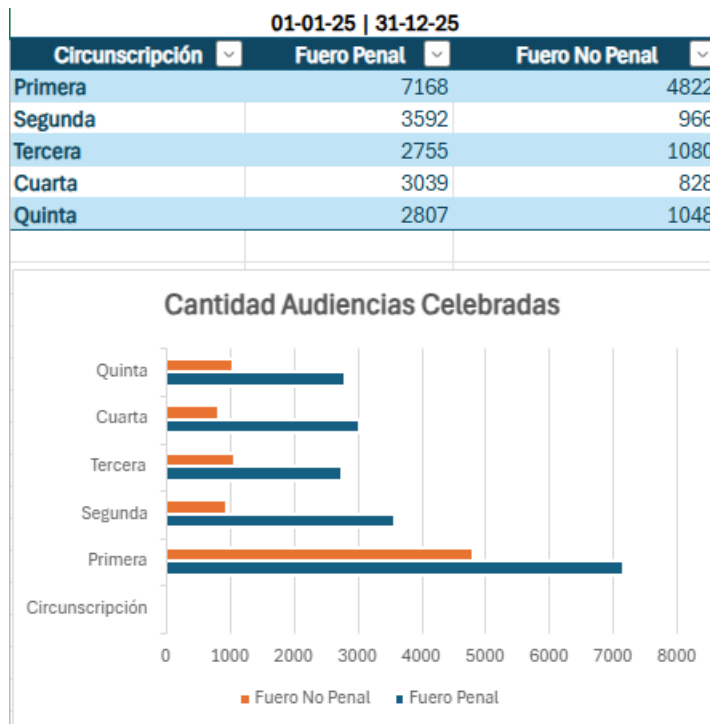 01-01-25 | 31-12-25
Circunscripción Fuero Penal Fuero No Penal
Primera 7168 4822
Segunda 3592 966
Tercera 2755 1080
Cuarta 3039 828
Quinta 2807 1048
Cantidad Audiencias Celebradas
Quinta
Cuarta
Tercera
Segunda
Primera
Circunscripción
0 1000 2000 3000 4000 5000 6000 7000 8000
Fuero No Penal Fuero Penal